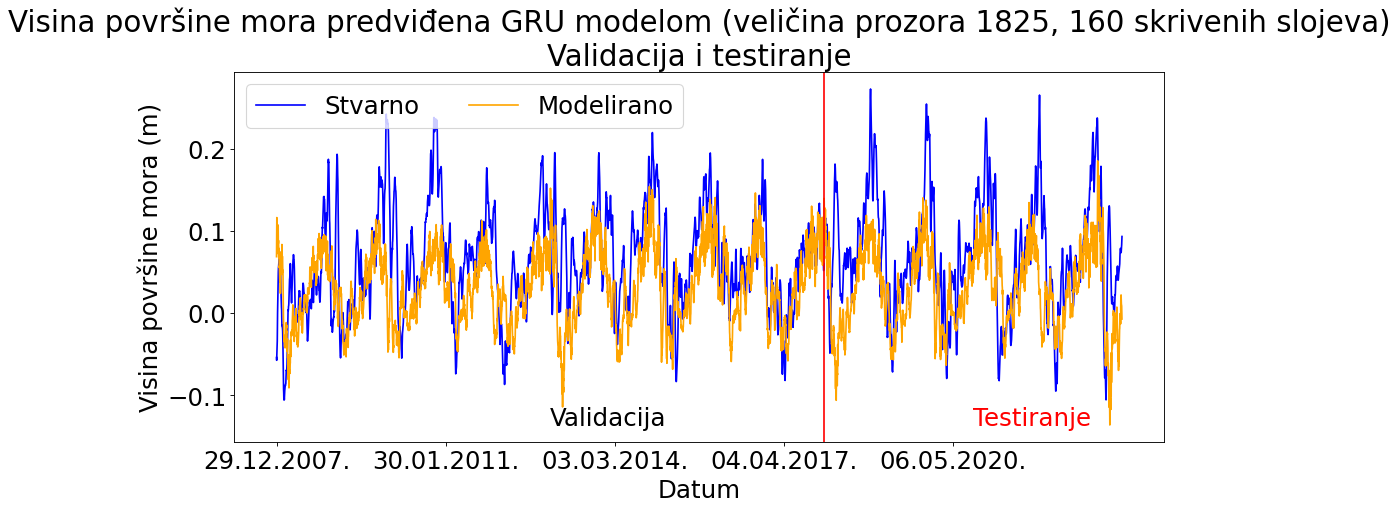 Visina površine mora predviđena GRU modelom (veličina prozora 1825, 160 skrivenih slojeva)
Validacija i testiranje
Stvarno
Modelirano
Visina površine mora (m)
0.2
0.1
0.0
−0.1
Validacija
Testiranje
29.12.2007.
30.01.2011.
03.03.2014.
04.04.2017.
06.05.2020.
Datum